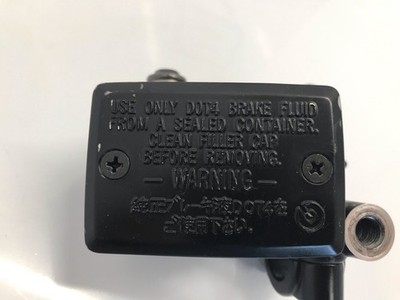 USE ONLY DOT4 BRAKE FLUID
FROM A SEALED CONTAINER.
CLEAN FILLER CAP
BEFORE REMOVING.
— WARNING —
純正ブレーキ液DOT4を
ご使用下さい。